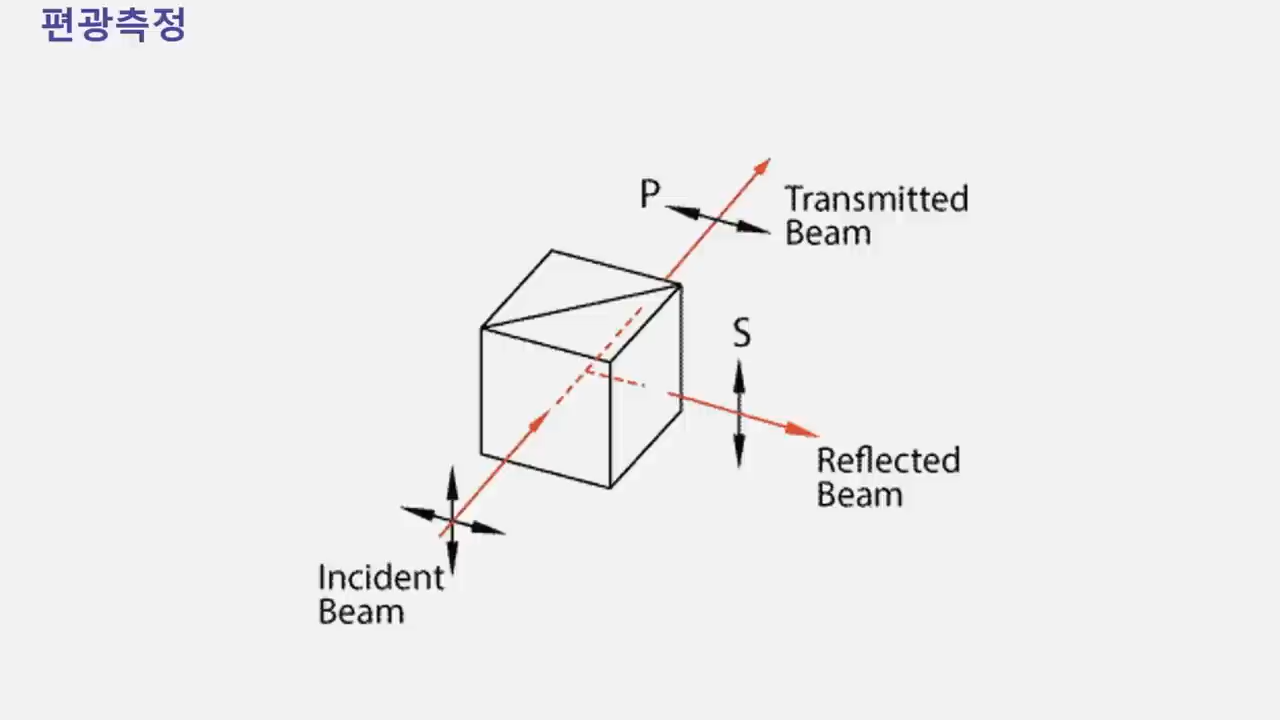 편광측정
P
Transmitted
Beam
S
Reflected
Beam
Incident
Beam